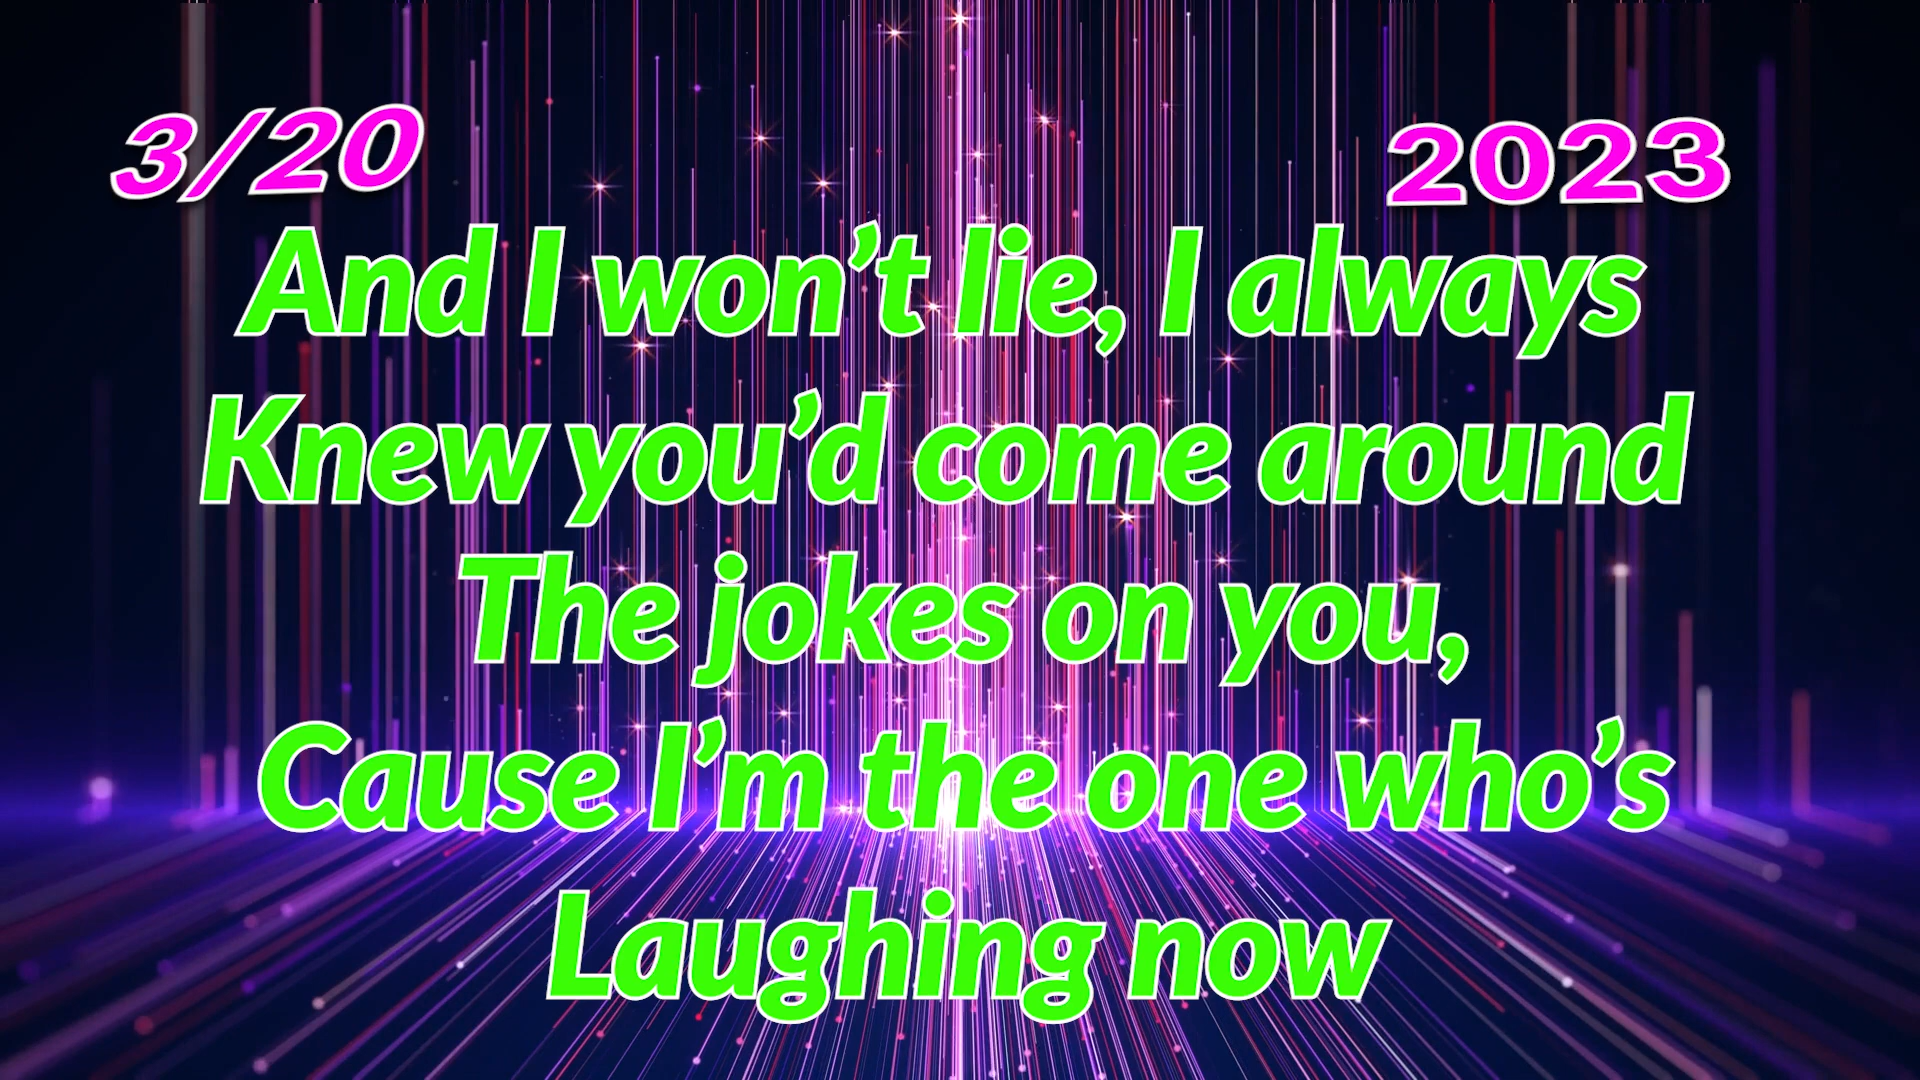 3/20 2023
And I won’t lie, I always
Knew you’d come around
The jokes on you,
Cause I’m the one who’s
Laughing now